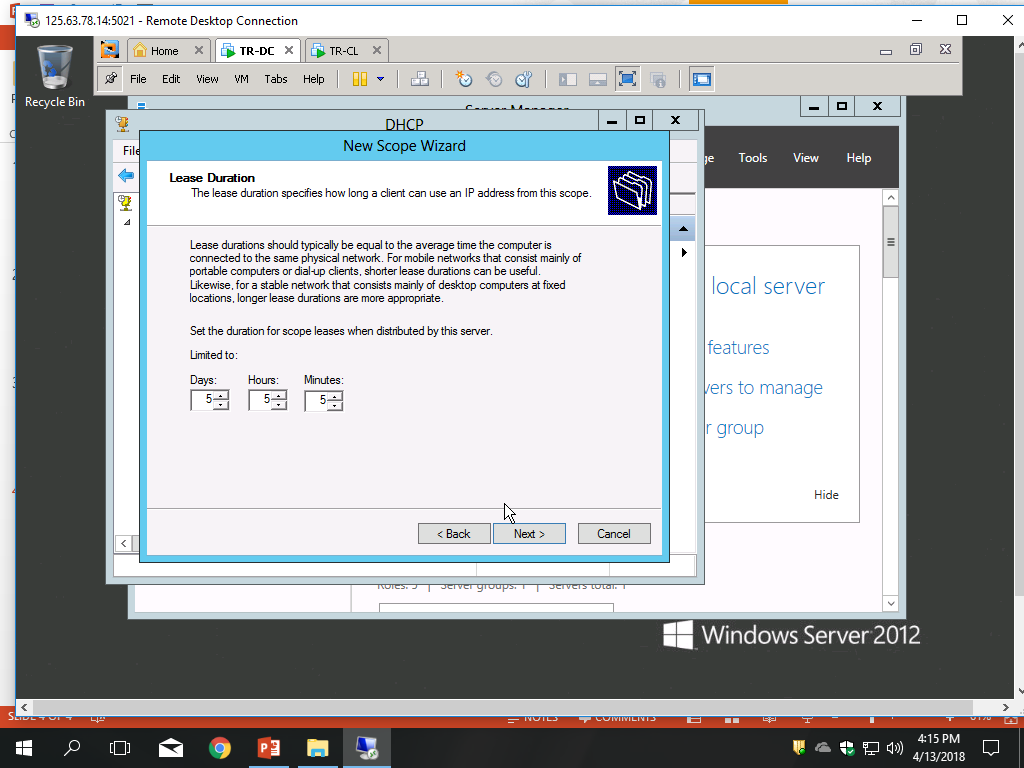 125.63.78.14:5021 - Remote Desktop Connection
Recycle Bin
Home
TR-DC
TR-CL
File Edit View VM Tabs Help
Server Manager
DHCP
File
New Scope Wizard
Tools View Help
Lease Duration
The lease duration specifies how long a client can use an IP address from this scope.
Lease durations should typically be equal to the average time the computer is
connected to the same physical network. For mobile networks that consist mainly of
portable computers or dial-up clients, shorter lease durations can be useful.
Likewise, for a stable network that consists mainly of desktop computers at fixed
locations, longer lease durations are more appropriate.
Set the duration for scope leases when distributed by this server.
Limited to:
Days: Hours: Minutes:
5 5 5
local server
features
vers to manage
r group
Hide
< Back Next > Cancel
Roles: 5 | Server groups: 1 | Servers total: 1
Windows Server 2012
SLIDE 4 OF 4
NOTES COMMENTS
61%
4:15 PM
4/13/2018